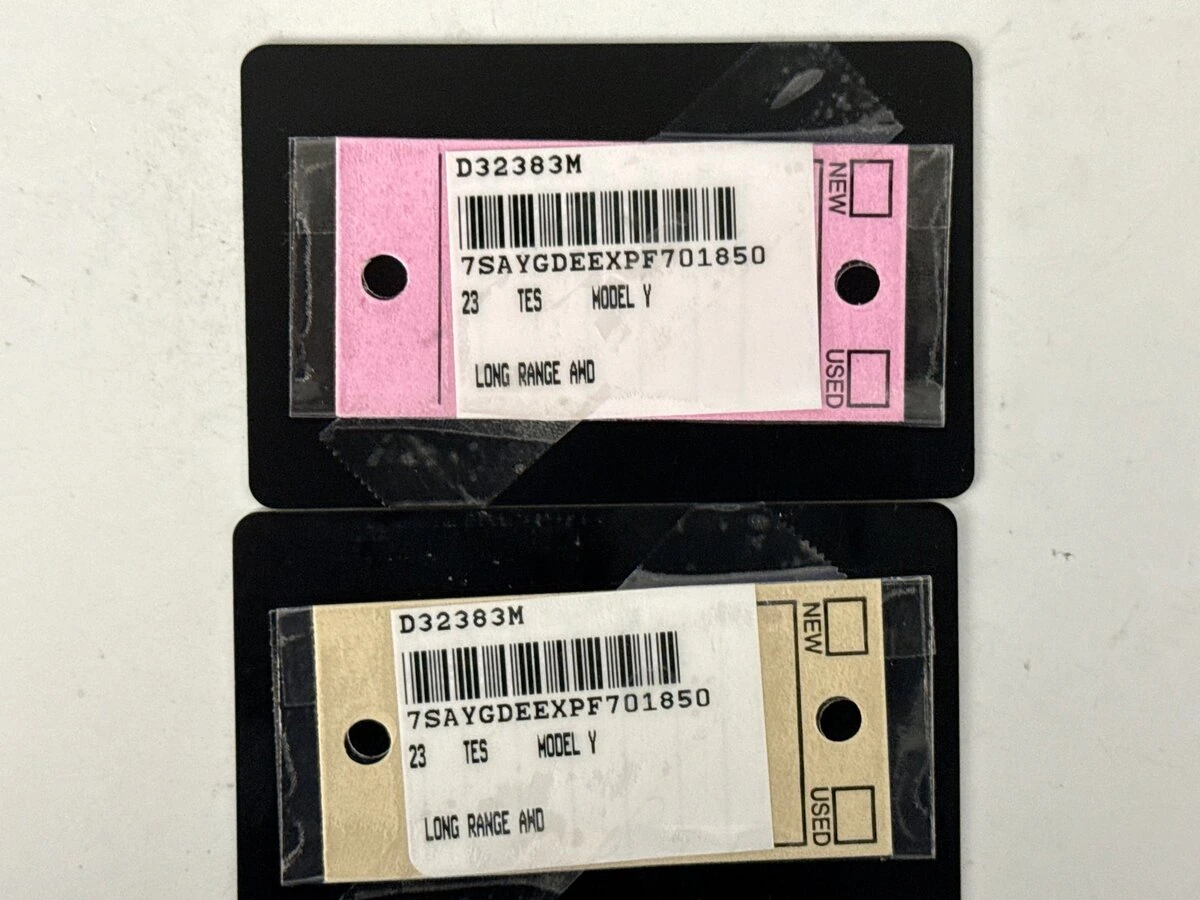 D32383M
7SAYGDEEXPF701850
23 TES MODEL Y
LONG RANGE AWD
NEW
USED
D32383M
7SAYGDEEXPF701850
23 TES MODEL Y
LONG RANGE AWD
NEW
USED